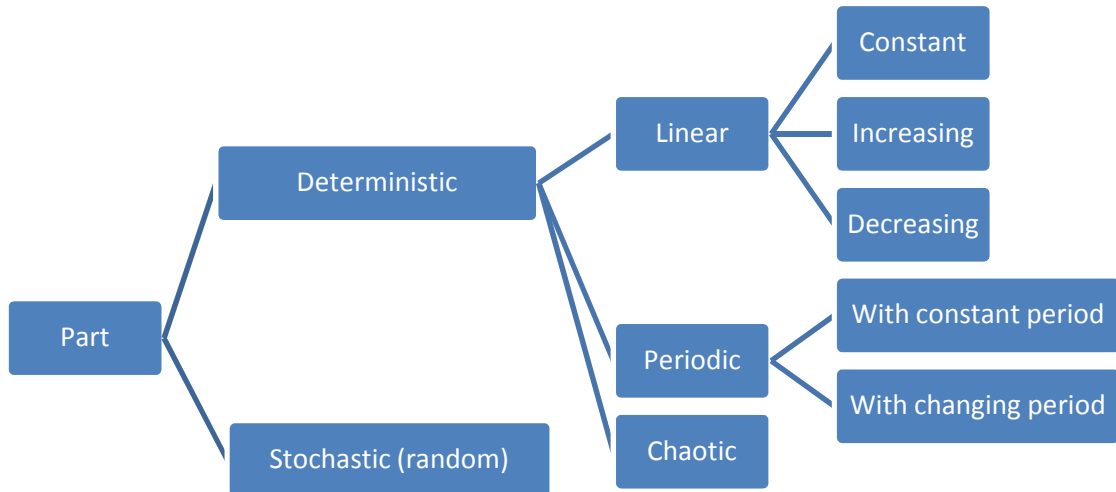 Constant
Linear
Increasing
Deterministic
Decreasing
With constant period
Part
Periodic
With changing period
Stochastic (random)
Chaotic